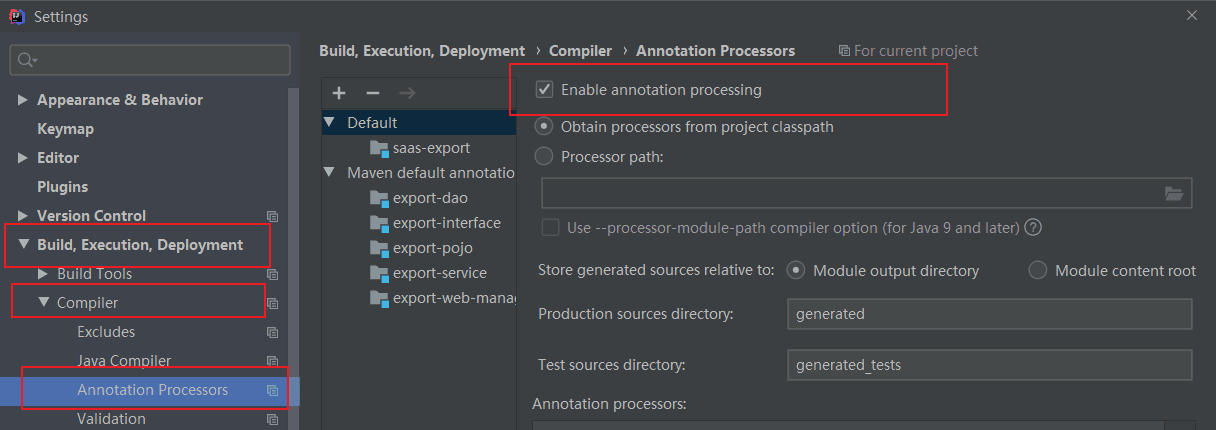 Settings
Appearance & Behavior
Keymap
Editor
Plugins
Version Control
Build, Execution, Deployment
Build Tools
Compiler
Excludes
Java Compiler
Annotation Processors
Validation
Build, Execution, Deployment › Compiler › Annotation Processors
For current project
Default
saas-export
Maven default annotatio
export-dao
export-interface
export-pojo
export-service
export-web-mana
Enable annotation processing
Obtain processors from project classpath
Processor path:
Use --processor-module-path compiler option (for Java 9 and later) ?
Store generated sources relative to: Module output directory Module content root
Production sources directory: generated
Test sources directory: generated_tests
Annotation processors: